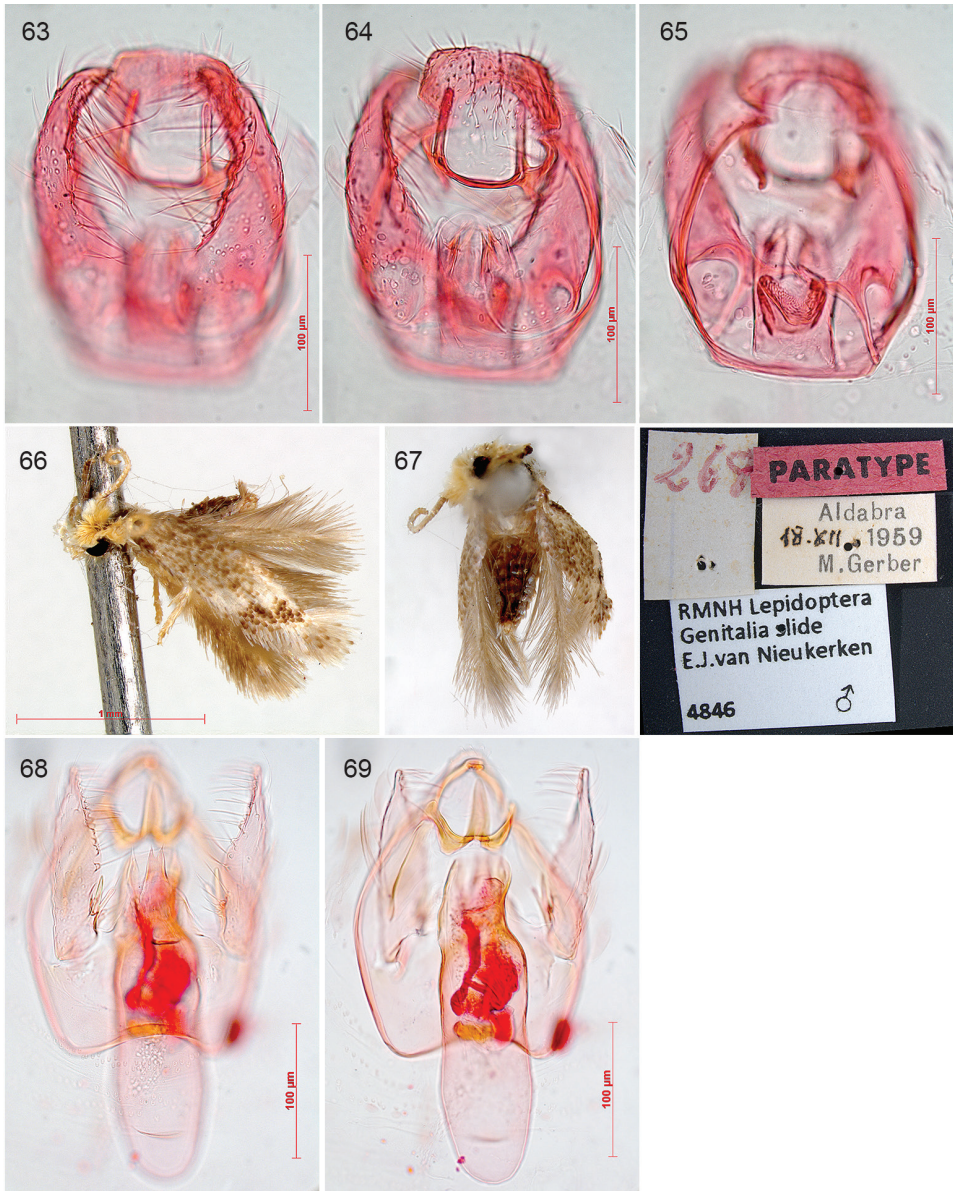 63
64
65
100 µm
100 µm
100 µm
66
67
1 mm
268
PARATYPE
Aldabra
18.XII. 1959
M.Gerber
RMNH Lepidoptera
Genitalia slide
E.J.van Nieukerken
4846 ♂
68
69
100 µm
100 µm